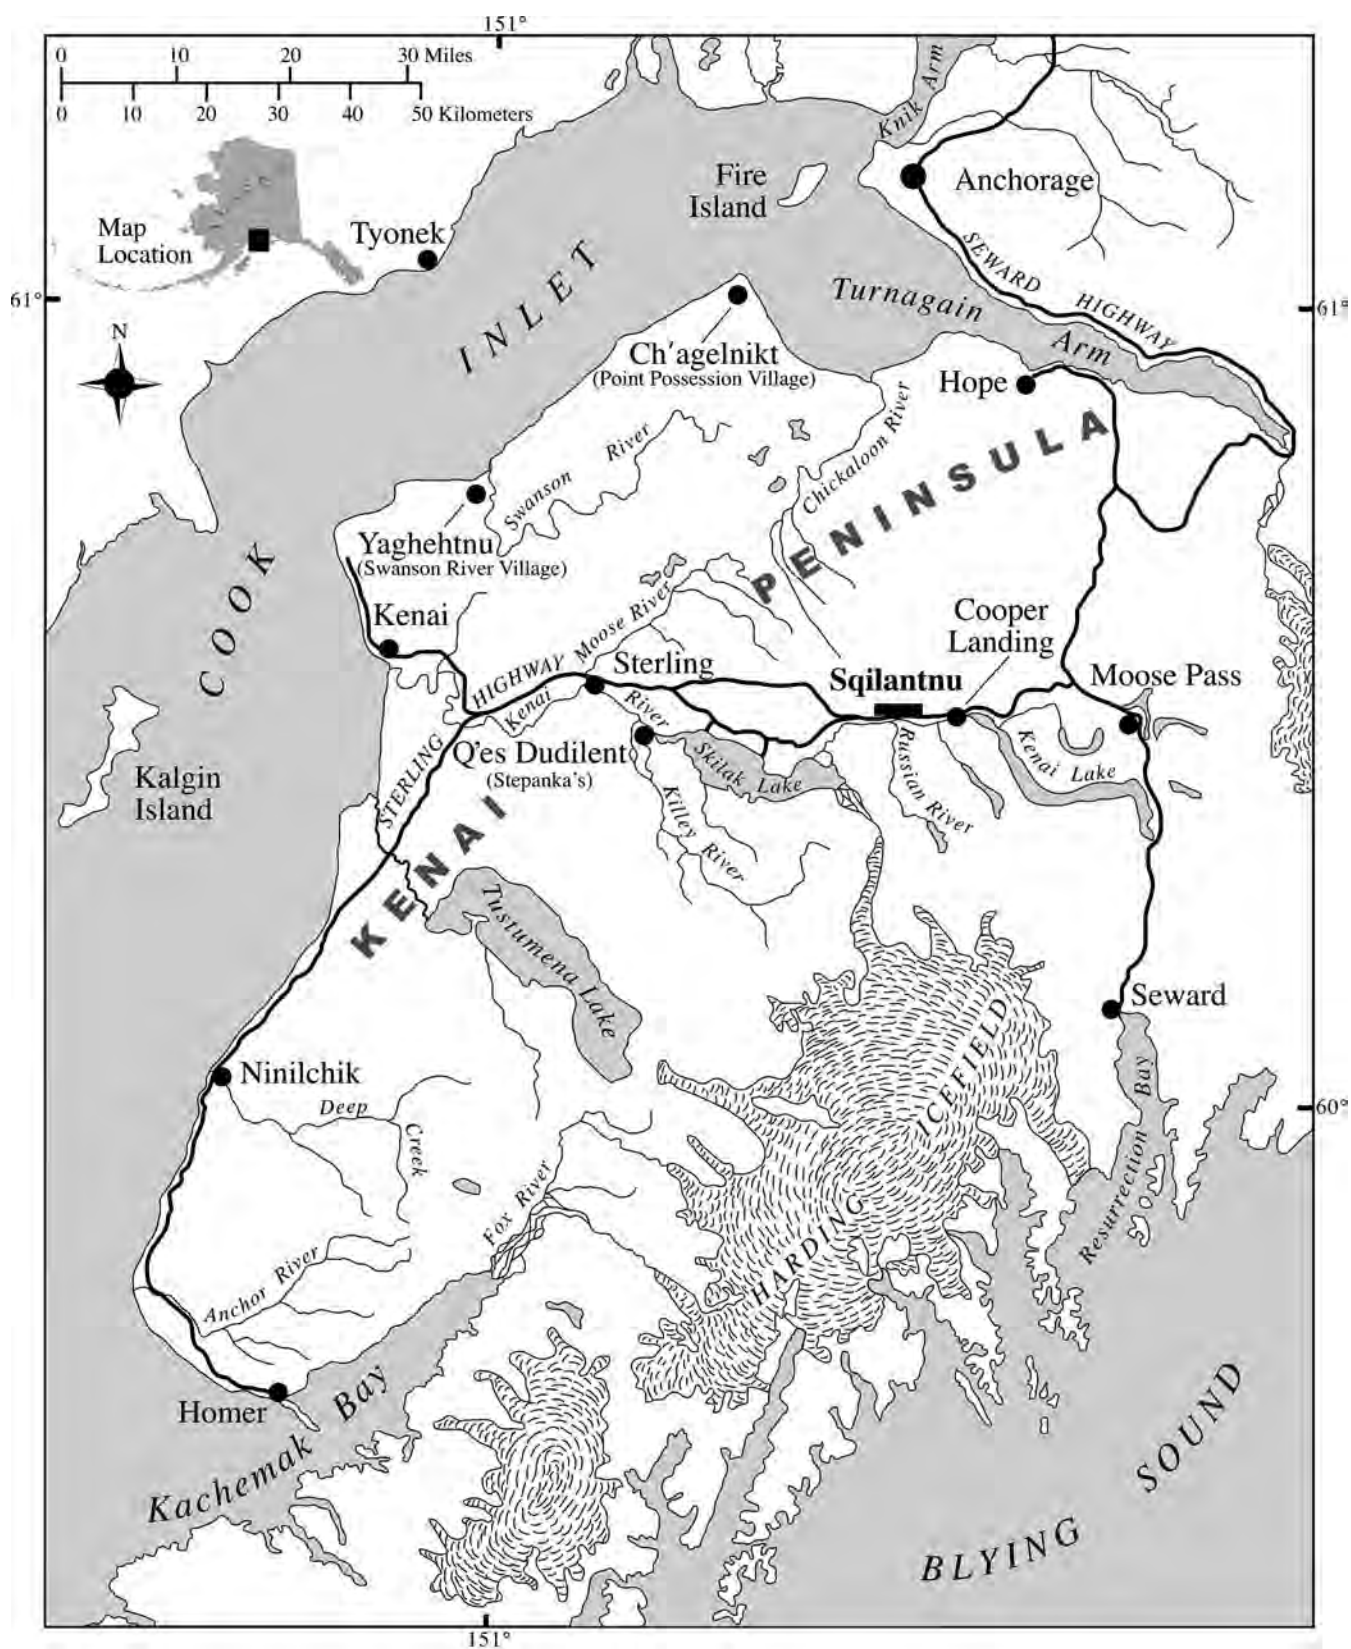 151°
0 10 20 30 Miles
0 10 20 30 40 50 Kilometers
Knik Arm
Fire
Island
Anchorage
Map
Location
Tyonek
SEWARD HIGHWAY
61°
61°
COOK INLET
Turnagain Arm
N
Ch'agelnikt
(Point Possession Village)
Hope
Chickaloon River
KENAI PENINSULA
Swanson River
Yaghehtnu
(Swanson River Village)
Kenai
Moose River
Cooper
Landing
STERLING HIGHWAY
Sterling
Sqilantnu
Moose Pass
Kenai River
Q'es Dudilent
(Stepanka's)
Skilak Lake
Russian River
Kenai Lake
Kalgin
Island
Killey River
Tustumena Lake
Seward
HARDING ICEFIELD
Ninilchik
Deep Creek
60°
Resurrection Bay
Fox River
Anchor River
Homer
Kachemak Bay
BLYING SOUND
151°